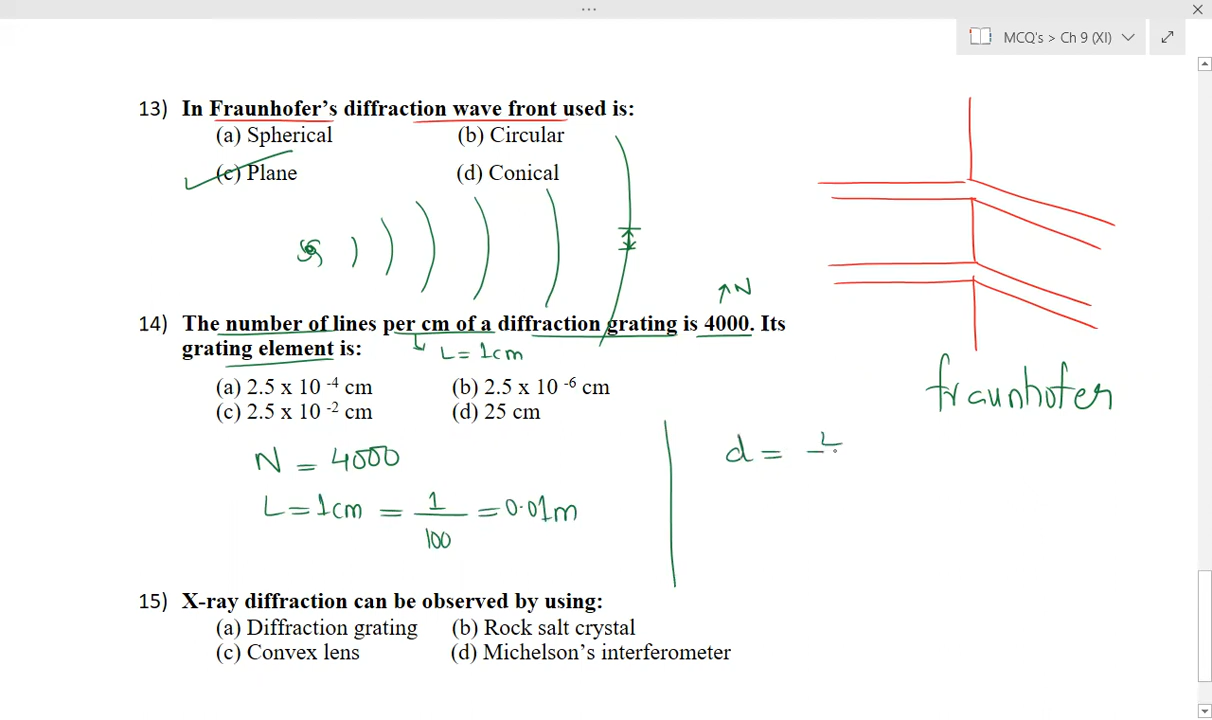 MCQ's > Ch 9 (XI)
13) In Fraunhofer's diffraction wave front used is:
(a) Spherical (b) Circular
(c) Plane (d) Conical
N
14) The number of lines per cm of a diffraction grating is 4000. Its
grating element is:
L = 1cm
(a) 2.5 x 10 -4 cm (b) 2.5 x 10 -6 cm
(c) 2.5 x 10 -2 cm (d) 25 cm
fraunhofer
N = 4000
L = 1cm = 1/100 = 0.01m
d = L
15) X-ray diffraction can be observed by using:
(a) Diffraction grating (b) Rock salt crystal
(c) Convex lens (d) Michelson's interferometer